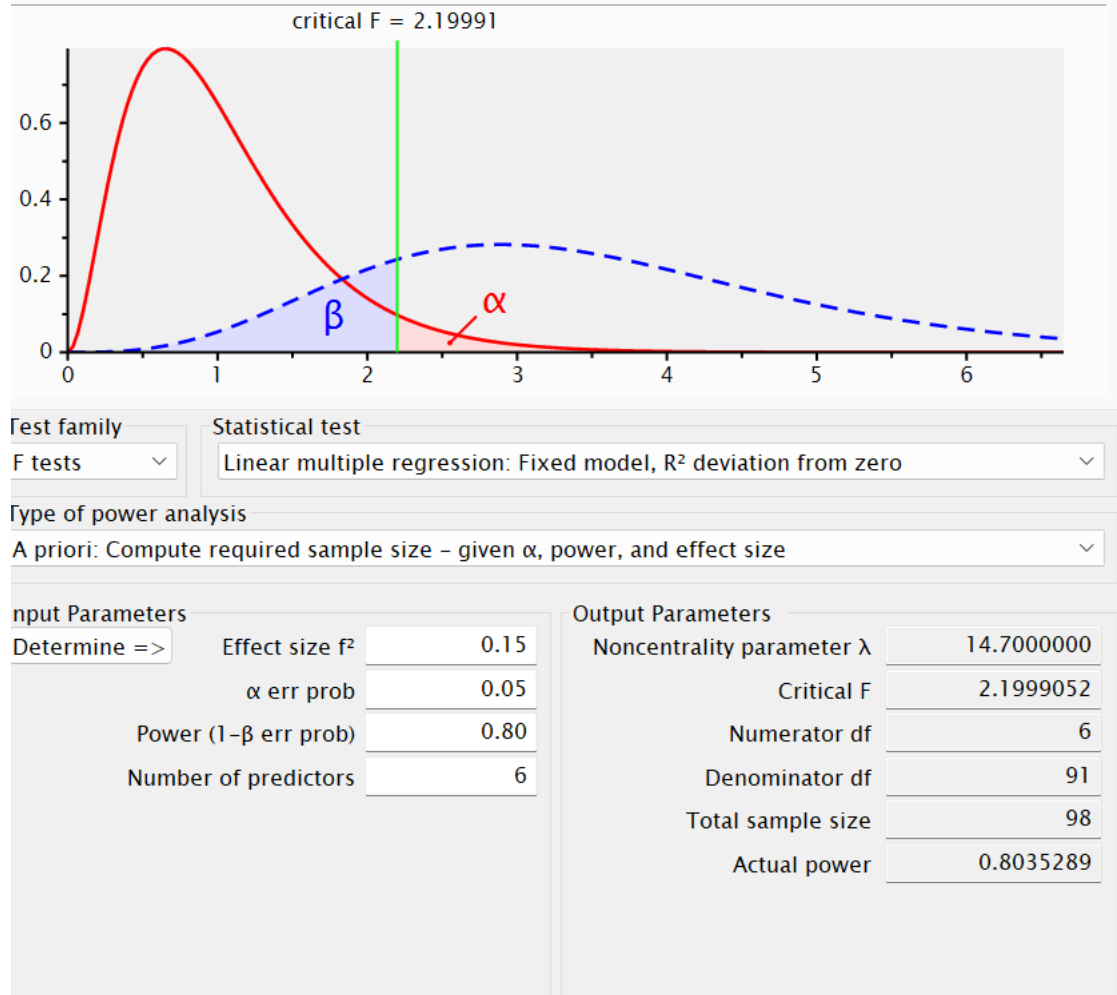 critical F = 2.19991
0.6
0.4
0.2
0
β
α
0 1 2 3 4 5 6
Test family
Statistical test
F tests
Linear multiple regression: Fixed model, R² deviation from zero
Type of power analysis
A priori: Compute required sample size – given α, power, and effect size
nput Parameters
Output Parameters
Determine =>
Effect size f²
0.15
Noncentrality parameter λ
14.7000000
α err prob
0.05
Critical F
2.1999052
Power (1–β err prob)
0.80
Numerator df
6
Number of predictors
6
Denominator df
91
Total sample size
98
Actual power
0.8035289